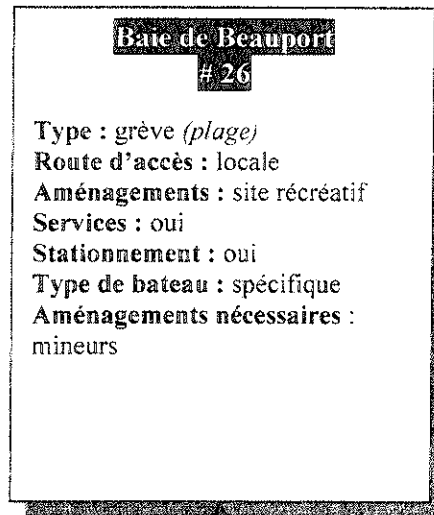 Baie de Beauport
# 26
Type : grève (plage)
Route d'accès : locale
Aménagements : site récréatif
Services : oui
Stationnement : oui
Type de bateau : spécifique
Aménagements nécessaires :
mineurs